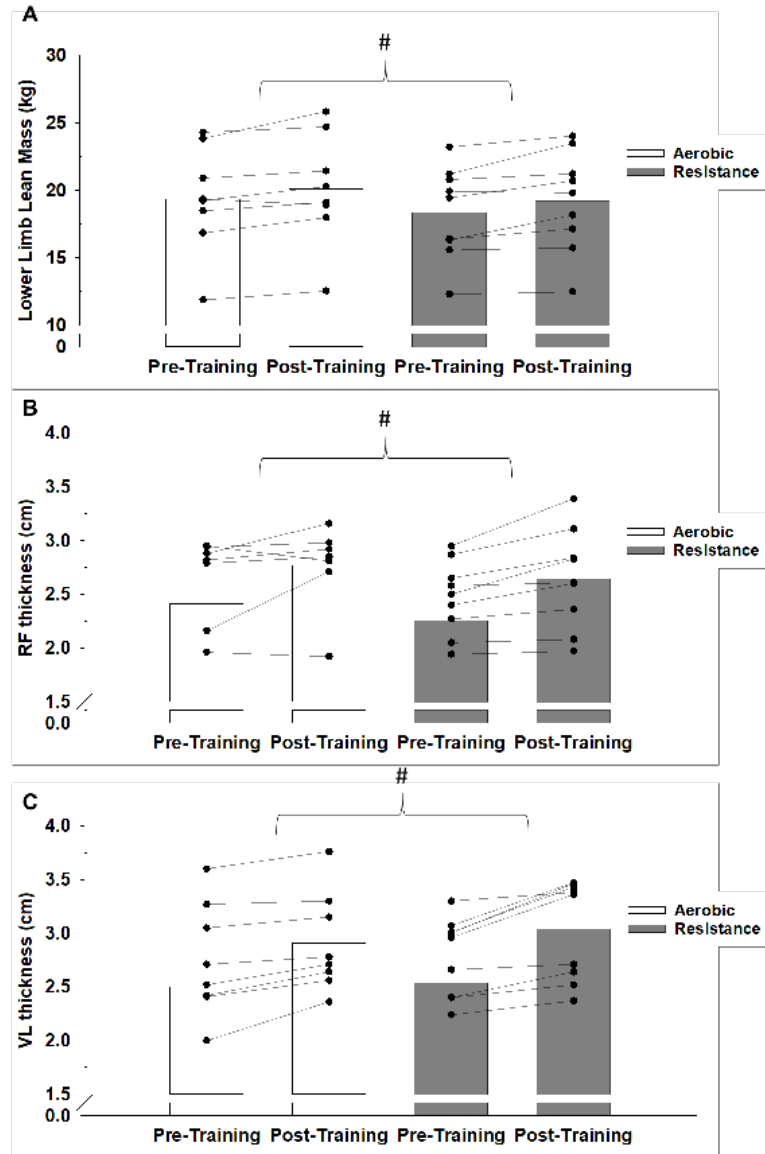 A
#
Lower Limb Lean Mass (kg)
30
25
20
15
10
0
Aerobic
Resistance
Pre-Training Post-Training Pre-Training Post-Training
B
#
RF thickness (cm)
4.0
3.5
3.0
2.5
2.0
1.5
0.0
Aerobic
Resistance
Pre-Training Post-Training Pre-Training Post-Training
#
C
VL thickness (cm)
4.0
3.5
3.0
2.5
2.0
1.5
0.0
Aerobic
Resistance
Pre-Training Post-Training Pre-Training Post-Training